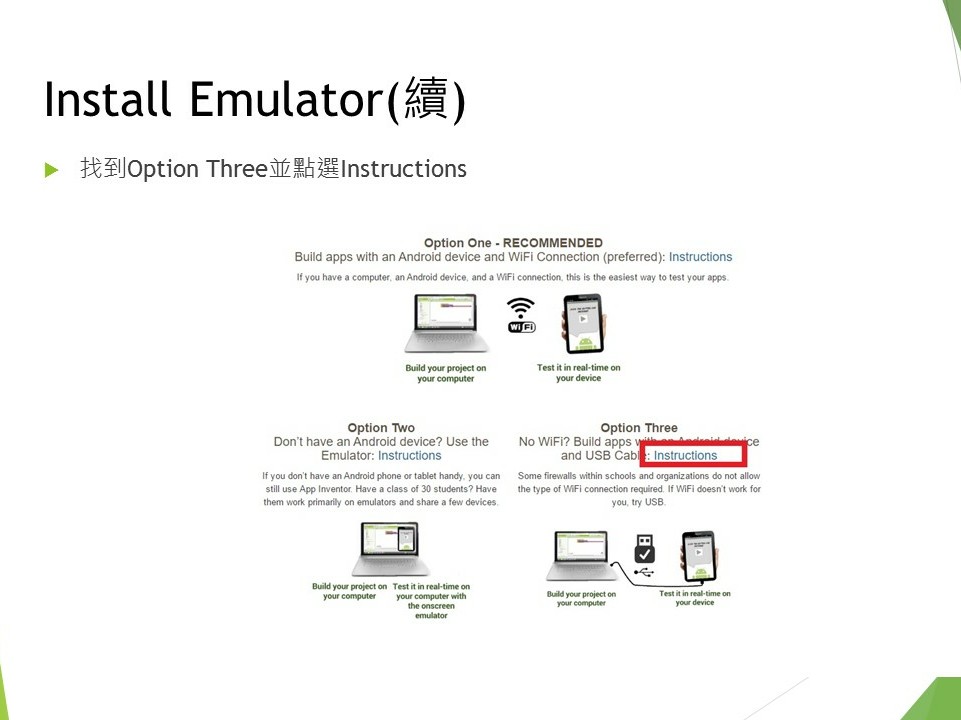 Install Emulator(續)
找到Option Three並點選Instructions
Option One - RECOMMENDED
Build apps with an Android device and WiFi Connection (preferred): Instructions
If you have a computer, an Android device, and a WiFi connection, this is the easiest way to test your apps.
WiFi
Build your project on
your computer
Test it in real-time on
your device
Option Two
Don't have an Android device? Use the
Emulator: Instructions
If you don't have an Android phone or tablet handy, you can
still use App Inventor. Have a class of 30 students? Have
them work primarily on emulators and share a few devices.
Build your project on
your computer
Test it in real-time on
your computer with
the onscreen
emulator
Option Three
No WiFi? Build apps with an Android device
and USB Cable: Instructions
Some firewalls within schools and organizations do not allow
the type of WiFi connection required. If WiFi doesn't work for
you, try USB.
Build your project on
your computer
Test it in real-time on
your device